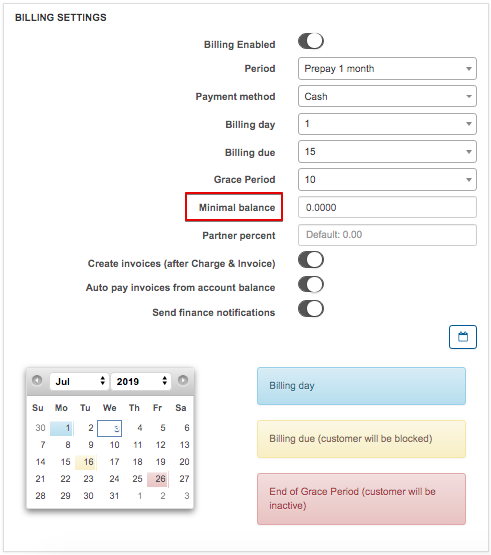 BILLING SETTINGS
Billing Enabled
Period Prepay 1 month
Payment method Cash
Billing day 1
Billing due 15
Grace Period 10
Minimal balance 0.0000
Partner percent Default: 0.00
Create invoices (after Charge & Invoice)
Auto pay invoices from account balance
Send finance notifications
Jul 2019
Su Mo Tu We Th Fr Sa
30 1 2 3 4 5 6
7 8 9 10 11 12 13
14 15 16 17 18 19 20
21 22 23 24 25 26 27
28 29 30 31 1 2 3
Billing day
Billing due (customer will be blocked)
End of Grace Period (customer will be
inactive)